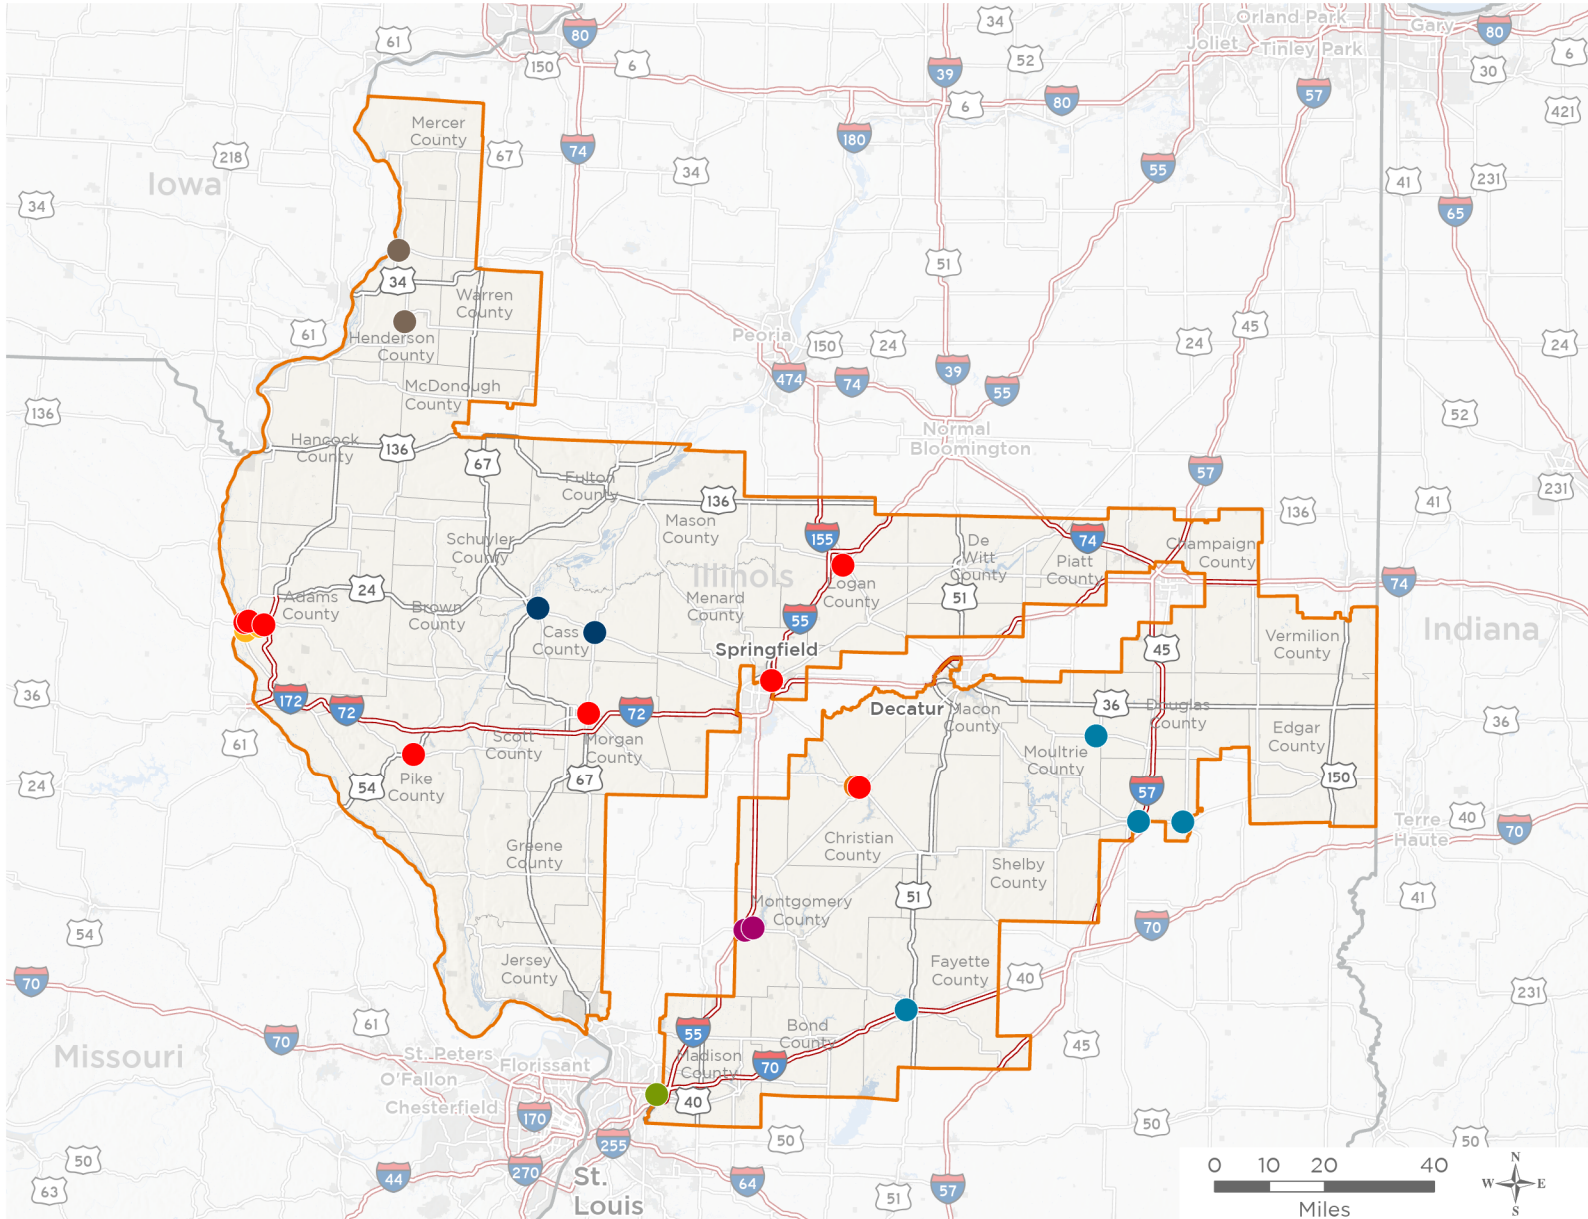 61
80
150
6
34
52
39
6
80
Orland Park
Joliet
Tinley Park
Gary
80
30
6
57
421
Mercer
County
67
74
180
218
34
Iowa
34
55
41
231
65
51
34
Warren
County
61
Henderson
County
Peoria
150
24
474
74
39
55
45
24
24
McDonough
County
136
52
Hancock
County
136
67
Normal
Bloomington
57
Fulton
County
136
41
231
136
Mason
County
155
De
Witt
County
74
Champaign
County
Piatt
County
Schuyler
County
Illinois
Menard
County
Logan
County
51
74
Adams
County
24
Brown
County
Cass
County
55
Springfield
45
Vermilion
County
Indiana
36
172
72
72
Decatur
Macon
County
36
Douglas
County
Edgar
County
36
61
Scott
County
Morgan
County
Moultrie
County
24
54
Pike
County
67
57
150
Terre
Haute
40
70
Greene
County
Christian
County
Shelby
County
51
Montgomery
County
41
54
70
Jersey
County
Fayette
County
40
70
231
61
70
55
Bond
County
45
Missouri
St. Peters
Florissant
Madison
County
70
O'Fallon
Chesterfield
40
170
50
255
50
50
50
63
44
270
64
51
57
St.
Louis
0 10 20 40
Miles
N
W E
S